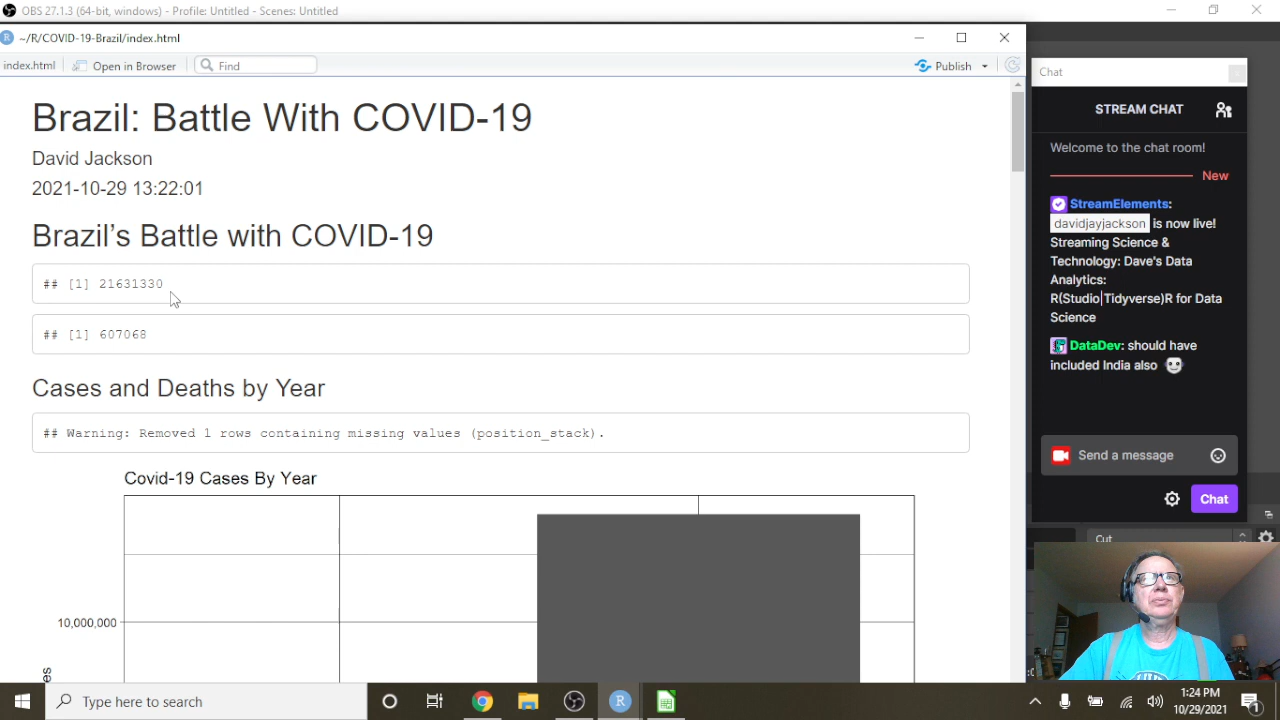 OBS 27.1.3 (64-bit, windows) - Profile: Untitled - Scenes: Untitled
~/R/COVID-19-Brazil/index.html
index.html
Open in Browser
Find
Publish
Brazil: Battle With COVID-19
David Jackson
2021-10-29 13:22:01
Brazil's Battle with COVID-19
## [1] 21631330
## [1] 607068
Cases and Deaths by Year
## Warning: Removed 1 rows containing missing values (position_stack).
Covid-19 Cases By Year
10,000,000
Chat
STREAM CHAT
Welcome to the chat room!
New
StreamElements:
davidjayjackson is now live!
Streaming Science &
Technology: Dave's Data
Analytics:
R(Studio|Tidyverse)R for Data
Science
DataDev: should have
included India also
Send a message
Chat
Cut
Type here to search
1:24 PM
10/29/2021
1